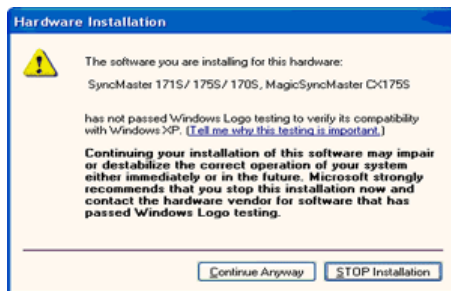 Hardware Installation
The software you are installing for this hardware:
SyncMaster 171S/ 175S/ 170S, MagicSyncMaster CX175S
has not passed Windows Logo testing to verify its compatibility
with Windows XP. (Tell me why this testing is important.)
Continuing your installation of this software may impair
or destabilize the correct operation of your system
either immediately or in the future. Microsoft strongly
recommends that you stop this installation now and
contact the hardware vendor for software that has
passed Windows Logo testing.
Continue Anyway
STOP Installation